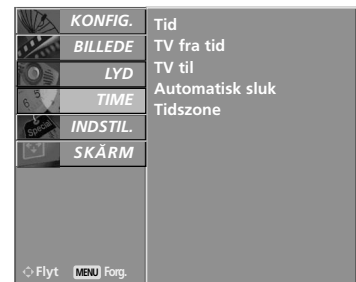 KONFIG.
BILLEDE
LYD
TIME
INDSTIL.
SKÄRM
Tid
TV fra tid
TV til
Automatisk sluk
Tidszone
Flyt MENU Forg.